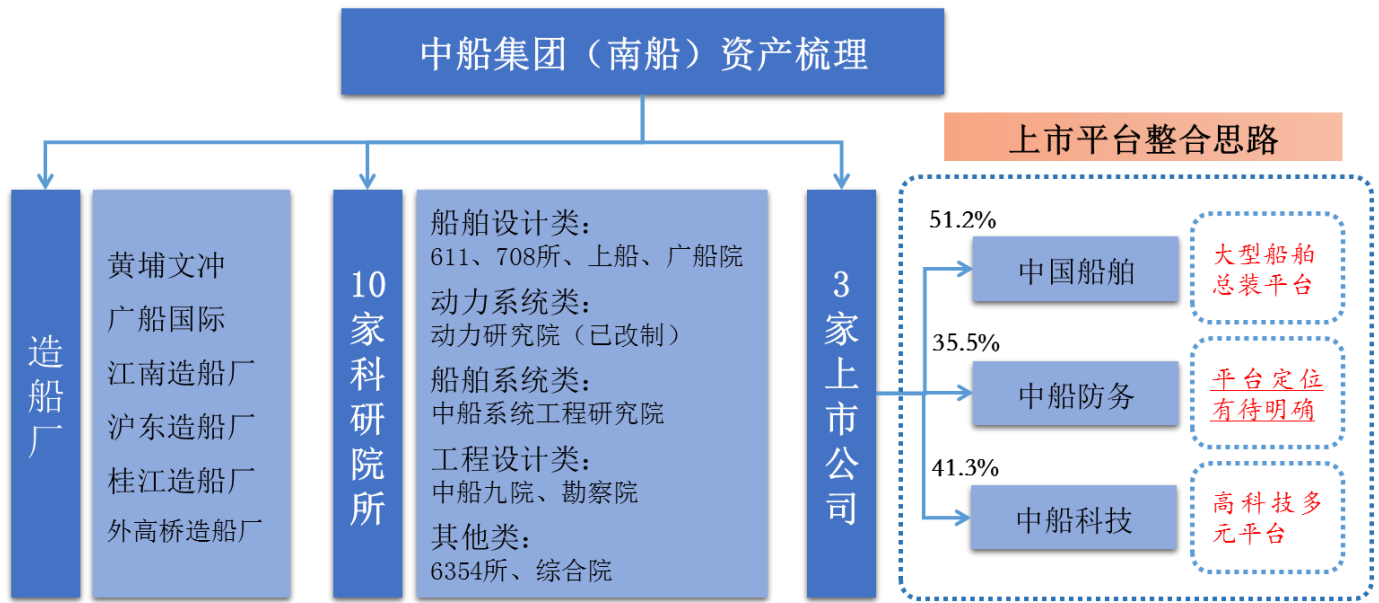 中船集团（南船）资产梳理
造船厂
黄埔文冲
广船国际
江南造船厂
沪东造船厂
桂江造船厂
外高桥造船厂
10家科研院所
船舶设计类：
611、708所、上船、广船院
动力系统类：
动力研究院（已改制）
船舶系统类：
中船系统工程研究院
工程设计类：
中船九院、勘察院
其他类：
6354所、综合院
3家上市公司
上市平台整合思路
51.2%
中国船舶
大型船舶
总装平台
35.5%
中船防务
平台定位
有待明确
41.3%
中船科技
高科技多
元平台